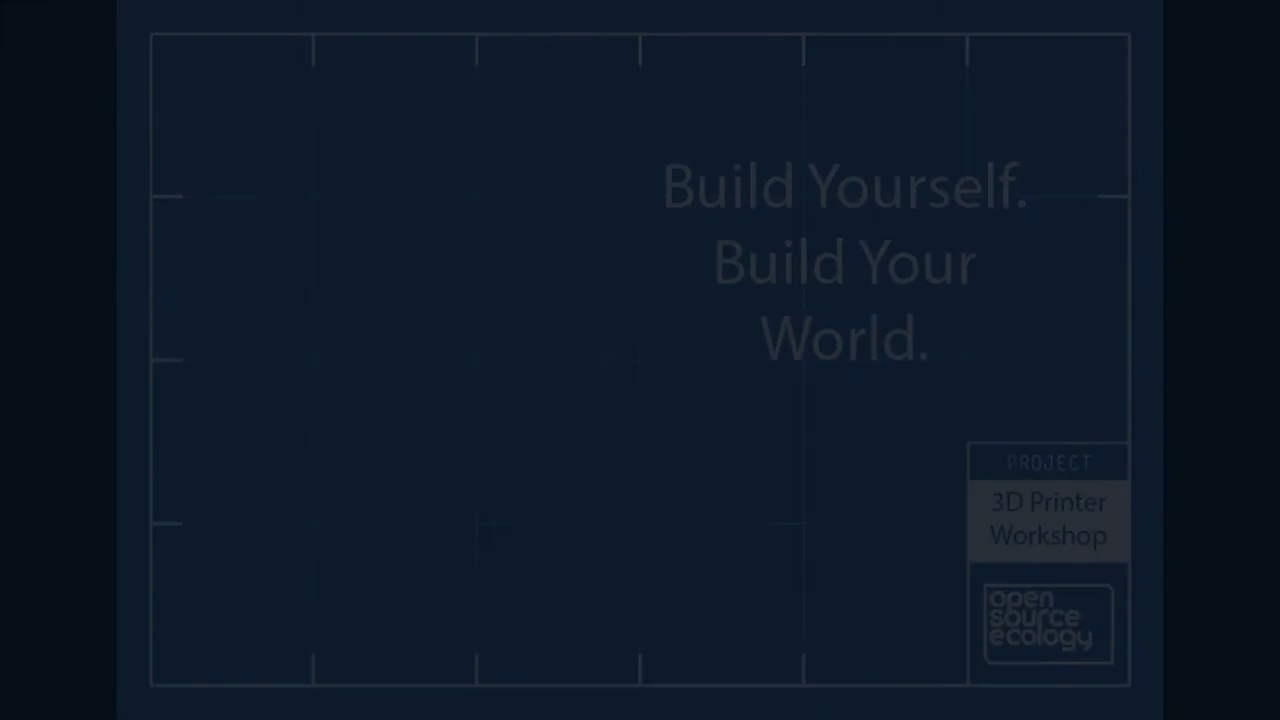 Build Yourself.
Build Your
World.
PROJECT
3D Printer
Workshop
open
source
ecology